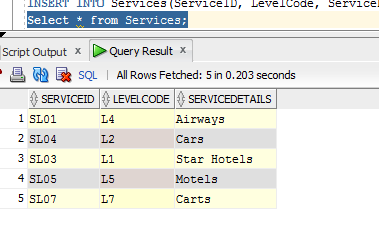 INSERT INTO Services(ServiceID, LevelCode, Servic
Select * from Services;
Script Output × Query Result ×
SQL | All Rows Fetched: 5 in 0.203 seconds
SERVICEID LEVELCODE SERVICEDETAILS
1 SL01 L4 Airways
2 SL04 L2 Cars
3 SL03 L1 Star Hotels
4 SL05 L5 Motels
5 SL07 L7 Carts